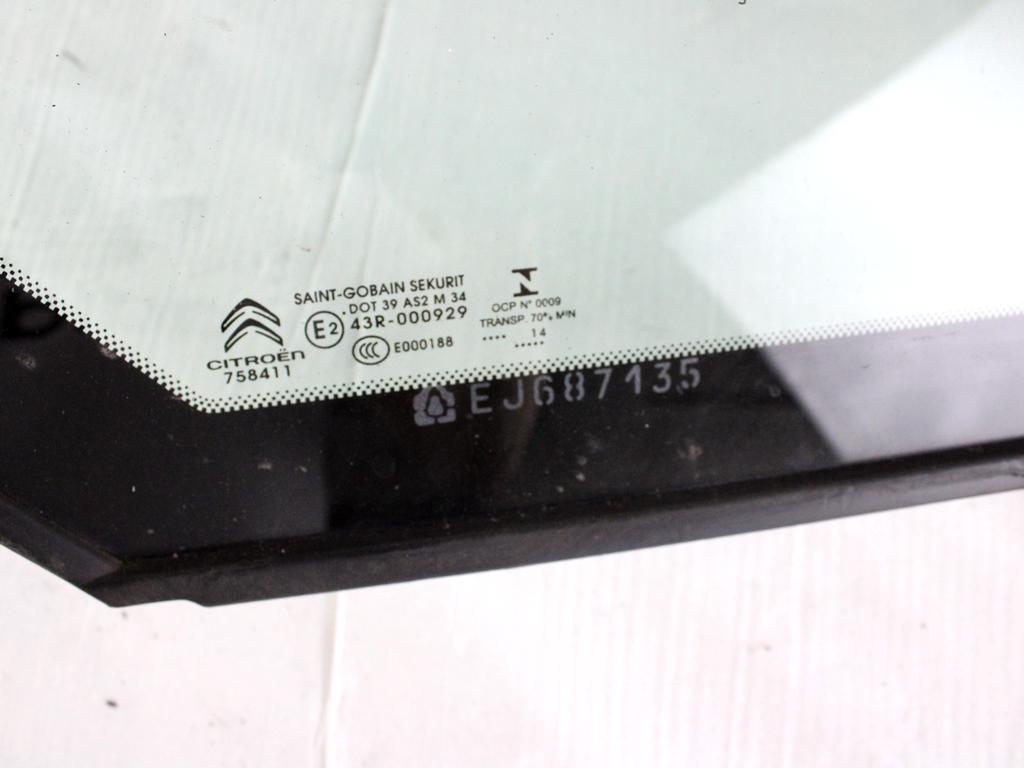 CITROËN
758411
SAINT-GOBAIN SEKURIT
DOT 39 AS2 M 34
E2 43R-000929
CCC E000188
OCP N° 0009
TRANSP. 70% MIN
.... 14
.....
EJ687135